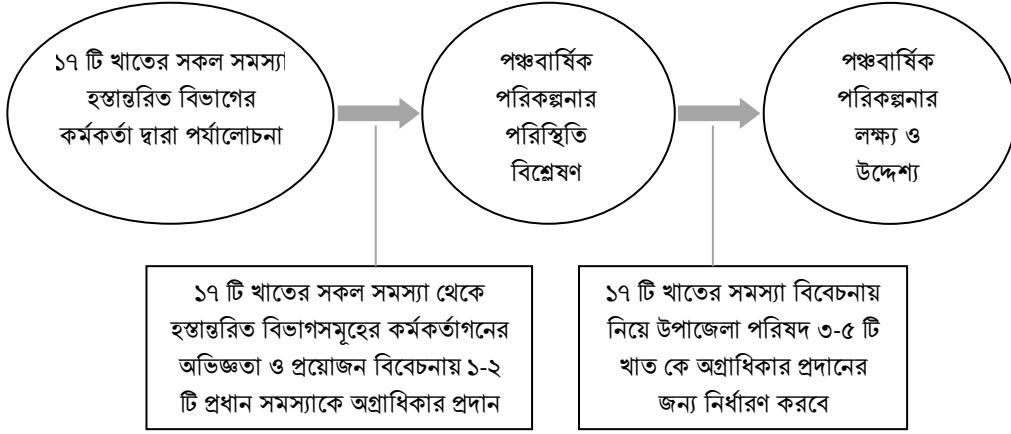 ১৭ টি খাতের সকল সমস্যা
হস্তান্তরিত বিভাগের
কর্মকর্তা দ্বারা পর্যালোচনা
পঞ্চবার্ষিক
পরিকল্পনার
পরিস্থিতি
বিশ্লেষণ
পঞ্চবার্ষিক
পরিকল্পনার
লক্ষ্য ও
উদ্দেশ্য
১৭ টি খাতের সকল সমস্যা থেকে
হস্তান্তরিত বিভাগসমূহের কর্মকর্তাগনের
অভিজ্ঞতা ও প্রয়োজন বিবেচনায় ১-২
টি প্রধান সমস্যাকে অগ্রাধিকার প্রদান
১৭ টি খাতের সমস্যা বিবেচনায়
নিয়ে উপাজেলা পরিষদ ৩-৫ টি
খাত কে অগ্রাধিকার প্রদানের
জন্য নির্ধারণ করবে